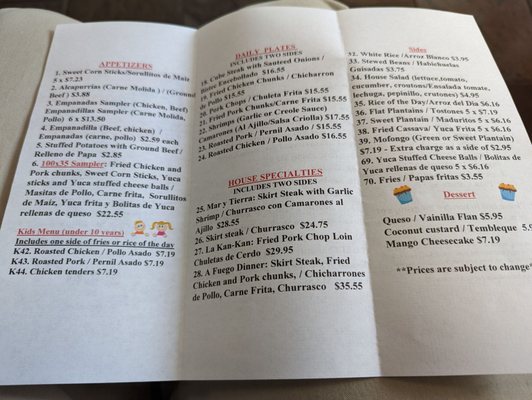 APPETIZERS
1. Sweet Corn Sticks/Sorullitos de Maiz
5 x $7.23
2. Alcapurrias (Carne Molida ) / (Ground
Beef ) $3.88
3. Empanadas Sampler (Chicken, Beef)
Empanadillas Sampler (Carne Molida,
Pollo) 6 x $13.50
4. Empanadilla (Beef, chicken) /
Empanadas (carne, pollo) $2.59 each
5. Stuffed Potatoes with Ground Beef /
Relleno de Papa $2.85
6. 100x35 Sampler: Fried Chicken and
Pork chunks, Sweet Corn Sticks, Yuca
sticks and Yuca stuffed cheese balls /
Masitas de Pollo, Carne frita, Sorullitos
de Maiz, Yuca frita y Bolitas de Yuca
rellenas de queso $22.55
Kids Menu (under 10 years)
Includes one side of fries or rice of the day
K42. Roasted Chicken / Pollo Asado $7.19
K43. Roasted Pork / Pernil Asado $7.19
K44. Chicken tenders $7.19
DAILY PLATES
INCLUDES TWO SIDES
18. Cube Steak with Sauteed Onions /
Bistec Encebollado $16.55
19. Fried Chicken Chunks / Chicharron
de Pollo $15.55
20. Pork Chops / Chuleta Frita $15.55
21. Fried Pork Chunks/Carne Frita $15.55
22. Shrimps (Garlic or Creole Sauce)
Camarones (Al Ajillo/Salsa Criolla) $17.55
23. Roasted Pork / Pernil Asado / $15.55
24. Roasted Chicken / Pollo Asado $16.55
HOUSE SPECIALTIES
INCLUDES TWO SIDES
25. Mar y Tierra: Skirt Steak with Garlic
Shrimp / Churrasco con Camarones al
Ajillo $28.55
26. Skirt steak / Churrasco $24.75
27. La Kan-Kan: Fried Pork Chop Loin
Chuletas de Cerdo $29.95
28. A Fuego Dinner: Skirt Steak, Fried
Chicken and Pork chunks, / Chicharrones
de Pollo, Carne Frita, Churrasco $35.55
Sides
32. White Rice / Arroz Blanco $3.95
33. Stewed Beans / Habichuelas
Guisadas $3.75
34. House Salad (lettuce,tomato,
cucumber, croutons/Ensalada tomate,
lechuga, pepinillo, crutones) $4.95
35. Rice of the Day/Arroz del Dia $6.16
36. Fried Plantains / Tostones 5 x $7.19
37. Sweet Plantain / Maduritos 5 x $6.16
38. Fried Cassava/ Yuca Frita 5 x $6.16
39. Mofongo (Green or Sweet Plantain)
$7.19 - Extra charge as a side of $2.95
69. Yuca Stuffed Cheese Balls / Bolitas de
Yuca rellenas de queso 5 x $6.16
70. Fries / Papas fritas $3.55
Dessert
Queso / Vainilla Flan $5.95
Coconut custard / Tembleque
Mango Cheesecake $7.19
**Prices are subject to change*